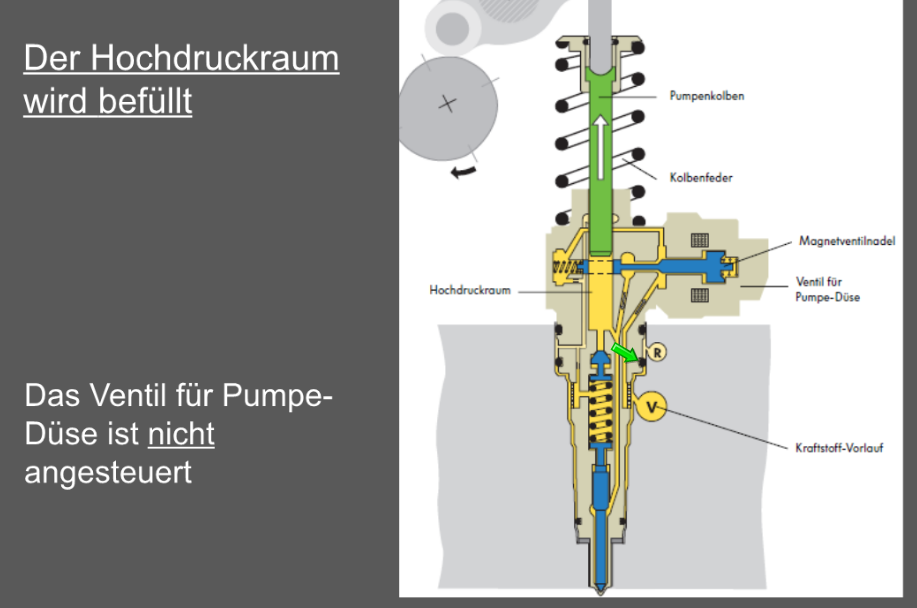 Der Hochdruckraum
wird befüllt
Das Ventil für Pumpe-
Düse ist nicht
angesteuert
Pumpenkolben
Kolbenfeder
Magnetventilnadel
Hochdruckraum
Ventil für
Pumpe-Düse
R
V
Kraftstoff-Vorlauf